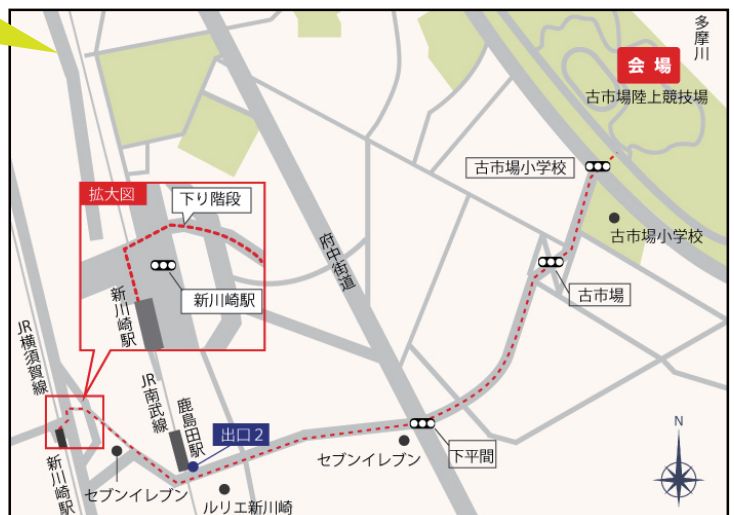 多摩川
会場
古市場陸上競技場
古市場小学校
古市場小学校
古市場
府中街道
拡大図
下り階段
新川崎駅
新川崎駅
JR横須賀線
新川崎駅
JR南武線
鹿島田駅
出口2
セブンイレブン
ルリエ新川崎
セブンイレブン
下平間
N